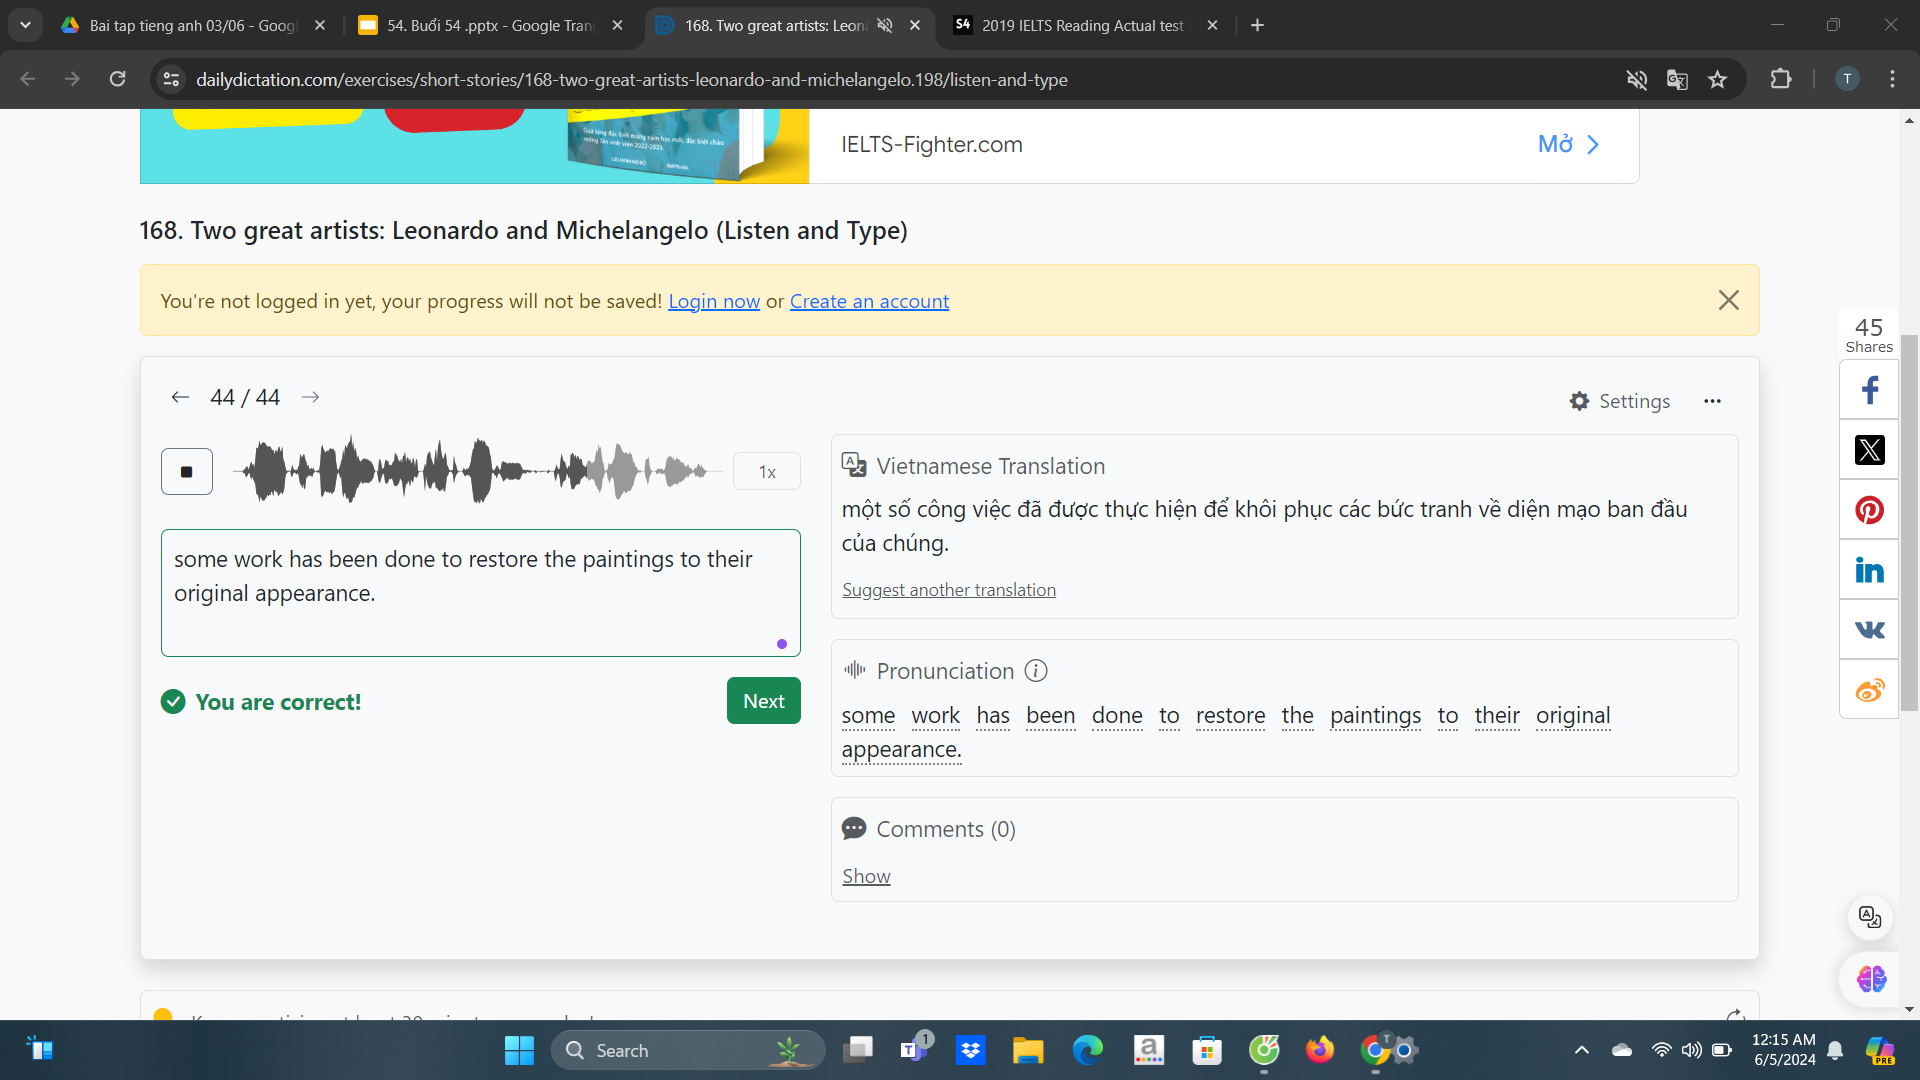 Bai tap tieng anh 03/06 - Googl
54. Buổi 54 .pptx - Google Tran
168. Two great artists: Leon
S4
2019 IELTS Reading Actual test
dailydictation.com/exercises/short-stories/168-two-great-artists-leonardo-and-michelangelo.198/listen-and-type
T
IELTS-Fighter.com
Mở
168. Two great artists: Leonardo and Michelangelo (Listen and Type)
You're not logged in yet, your progress will not be saved! Login now or Create an account
45
Shares
44 / 44
Settings
1x
some work has been done to restore the paintings to their
original appearance.
You are correct!
Next
Vietnamese Translation
một số công việc đã được thực hiện để khôi phục các bức tranh về diện mạo ban đầu
của chúng.
Suggest another translation
Pronunciation
some work has been done to restore the paintings to their original
appearance.
Comments (0)
Show
Search
1
12:15 AM
6/5/2024
PRE